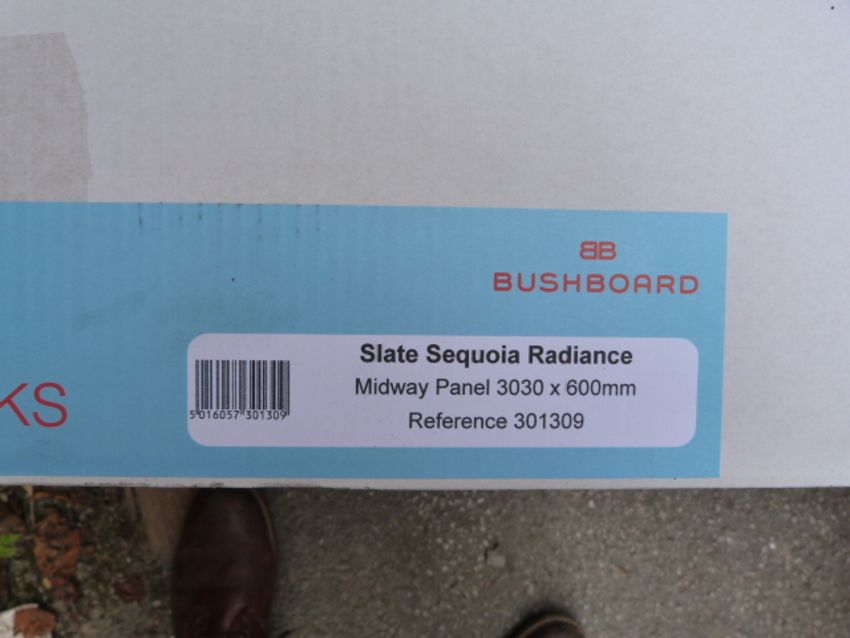 BB
BUSHBOARD
KS
Slate Sequoia Radiance
Midway Panel 3030 x 600mm
Reference 301309
5 016057 301309